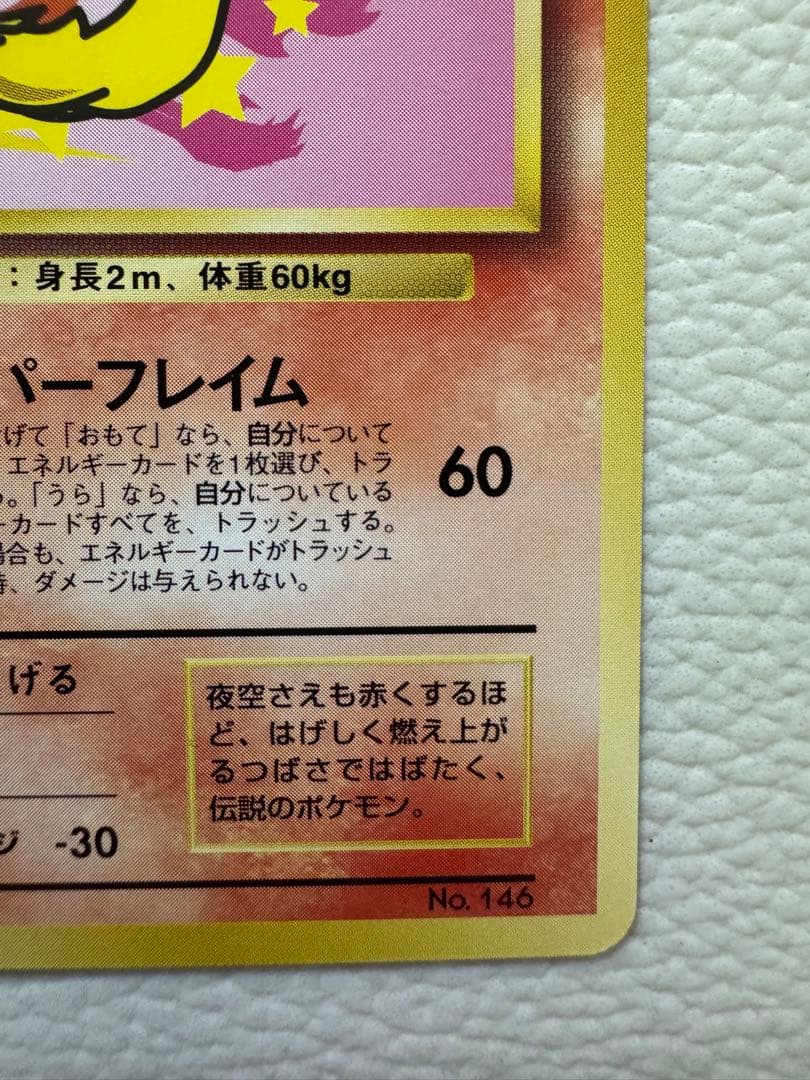 ：身長2m、体重60kg
パーフレイム
げて「おもて」なら、自分について
エネルギーカードを1枚選び、トラ
る。「うら」なら、自分についている
ーカードすべてを、トラッシュする。
場合も、エネルギーカードがトラッシュ
時、ダメージは与えられない。
60
げる
夜空さえも赤くするほ
ど、はげしく燃え上が
るつばさではばたく、
伝説のポケモン。
ジ -30
No. 146